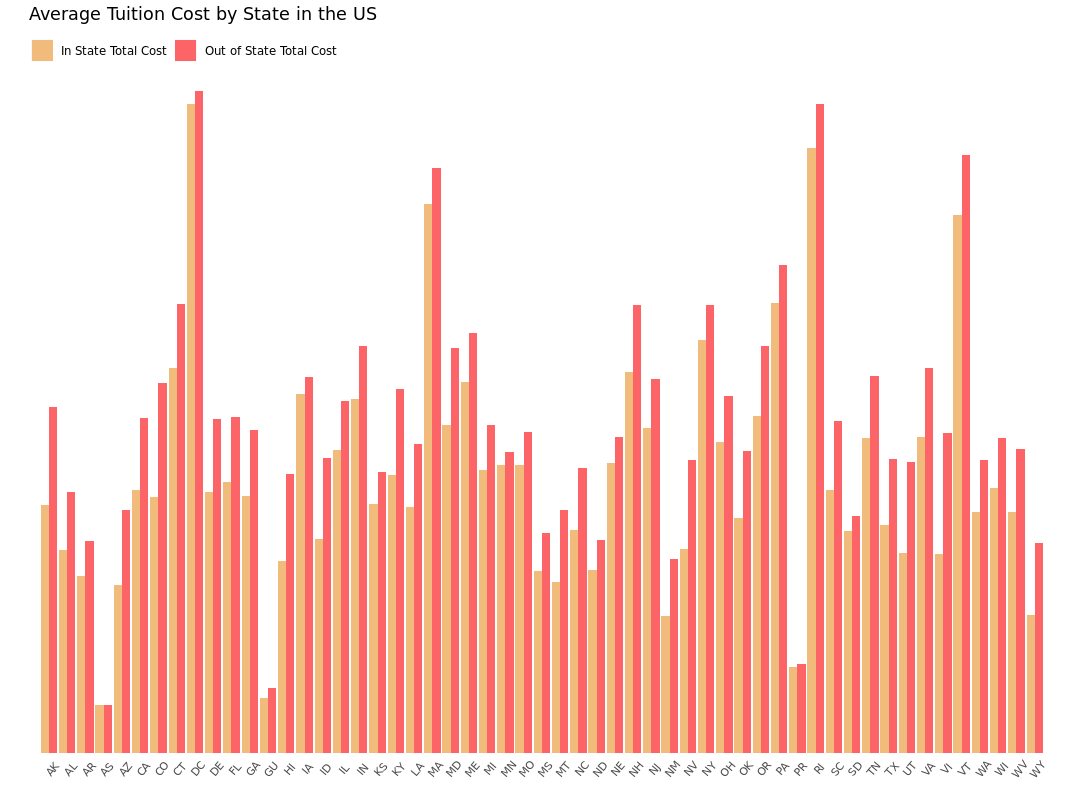 Average Tuition Cost by State in the US
In State Total Cost Out of State Total Cost
AK AL AR AS AZ CA CO CT DC DE FL GA GU HI IA ID IL IN KS KY LA MA MD ME MI MN MO MS MT NC ND NE NH NJ NM NV NY OH OK OR PA PR RI SC SD TN TX UT VA VI VT WA WI WV WY